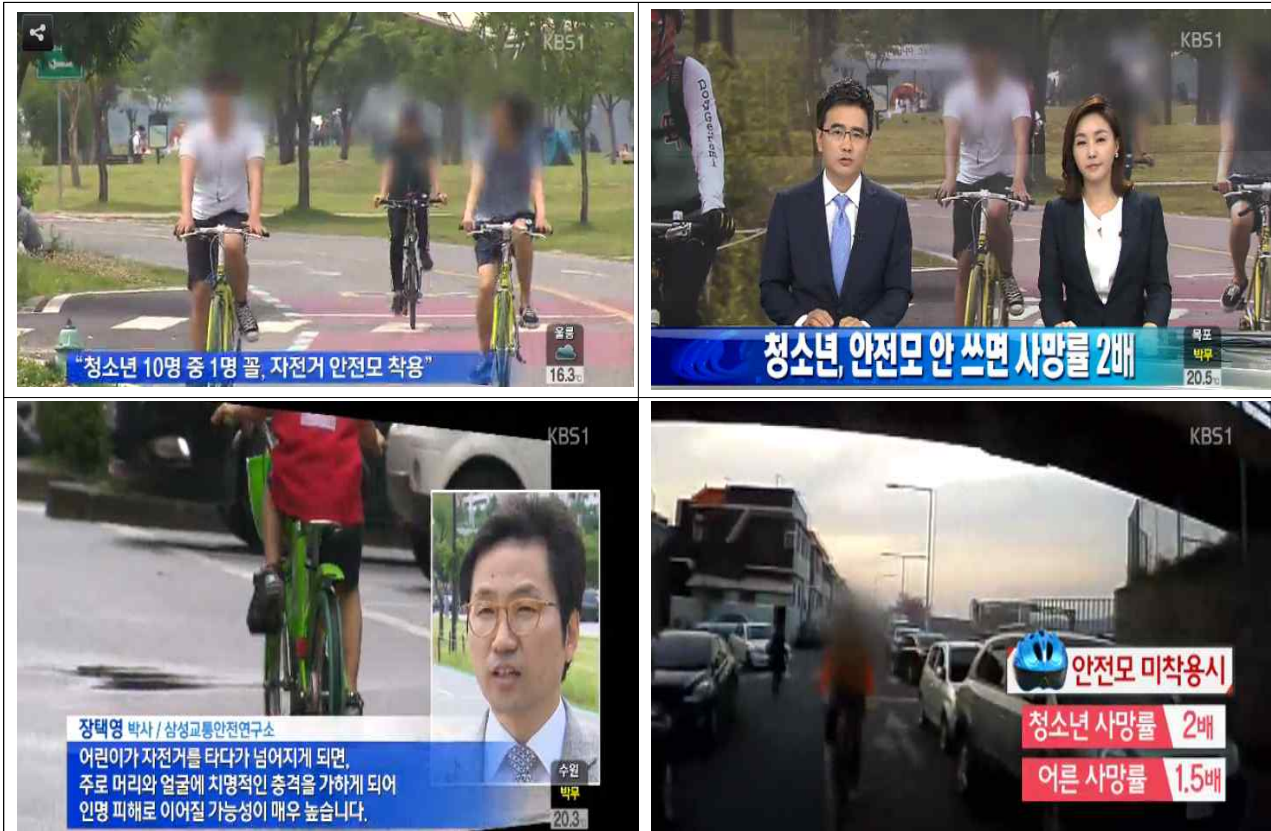 KBS1
"청소년 10명 중 1명 꼴, 자전거 안전모 착용"
울릉
16.3℃
KBS1
청소년, 안전모 안 쓰면 사망률 2배
목포
박무
20.5℃
KBS1
장택영 박사 / 삼성교통안전연구소
어린이가 자전거를 타다가 넘어지게 되면,
주로 머리와 얼굴에 치명적인 충격을 가하게 되어
인명 피해로 이어질 가능성이 매우 높습니다.
수원
박무
20.3
KBS1
안전모 미착용시
청소년 사망률 2배
어른 사망률 1.5배